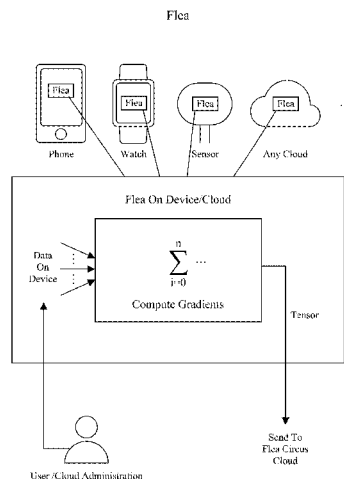 Flea
Flea
Flea
Flea
Flea
Phone
Watch
Sensor
Any Cloud
Flea On Device/Cloud
Data
On
Device
n
∑ ...
i=0
Compute Gradients
Tensor
Send To
Flea Circus
Cloud
User /Cloud Administration